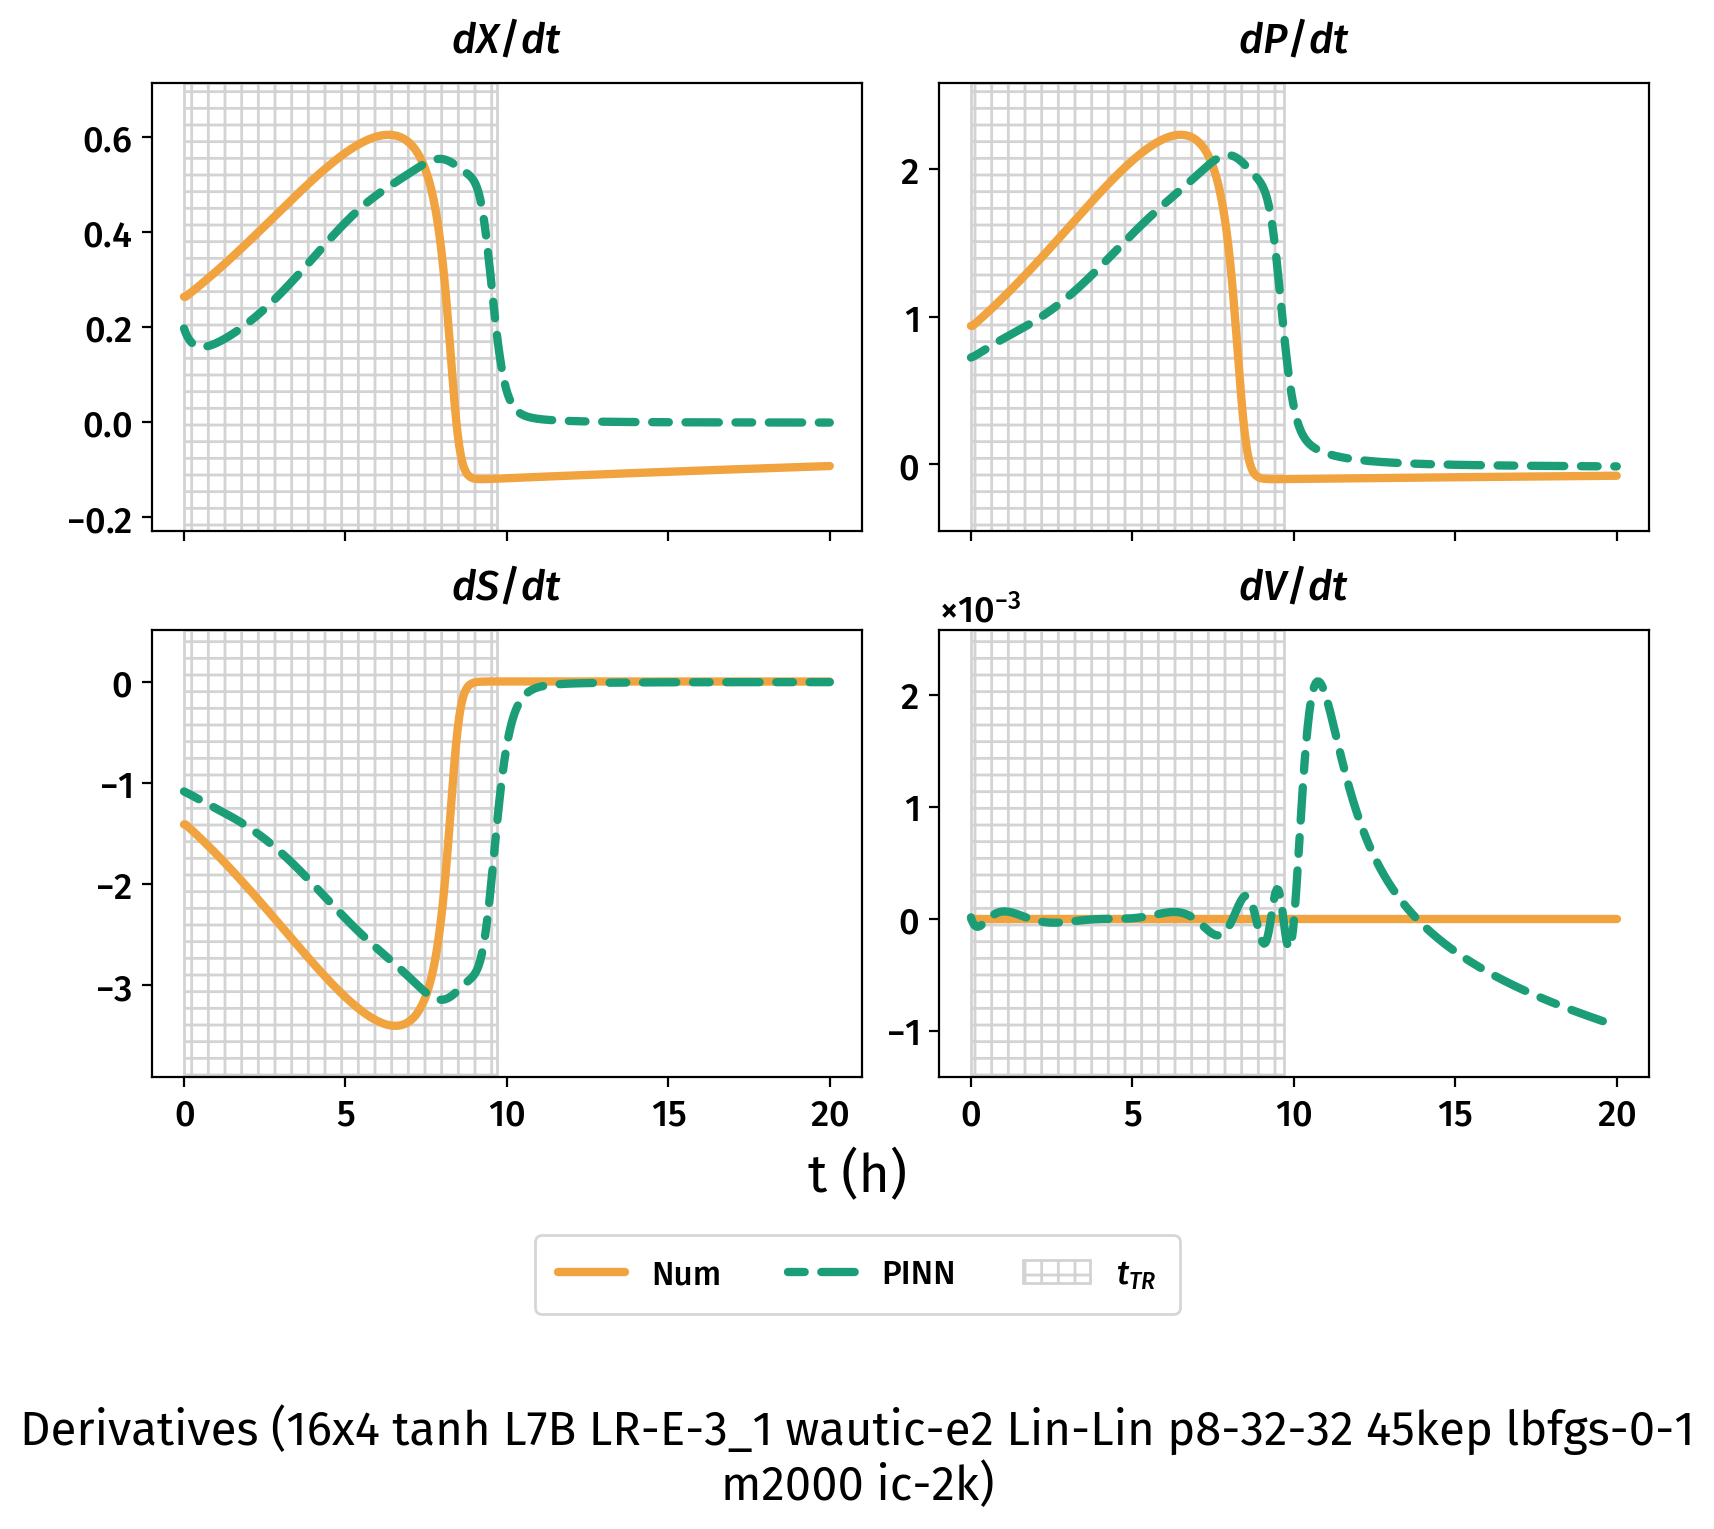 dX/dt
dP/dt
0.6
0.4
0.2
0.0
−0.2
2
1
0
dS/dt
dV/dt
×10⁻³
0
−1
−2
−3
2
1
0
−1
0 5 10 15 20
0 5 10 15 20
t (h)
Num PINN t_TR
Derivatives (16x4 tanh L7B LR-E-3_1 wautic-e2 Lin-Lin p8-32-32 45kep lbfgs-0-1
m2000 ic-2k)